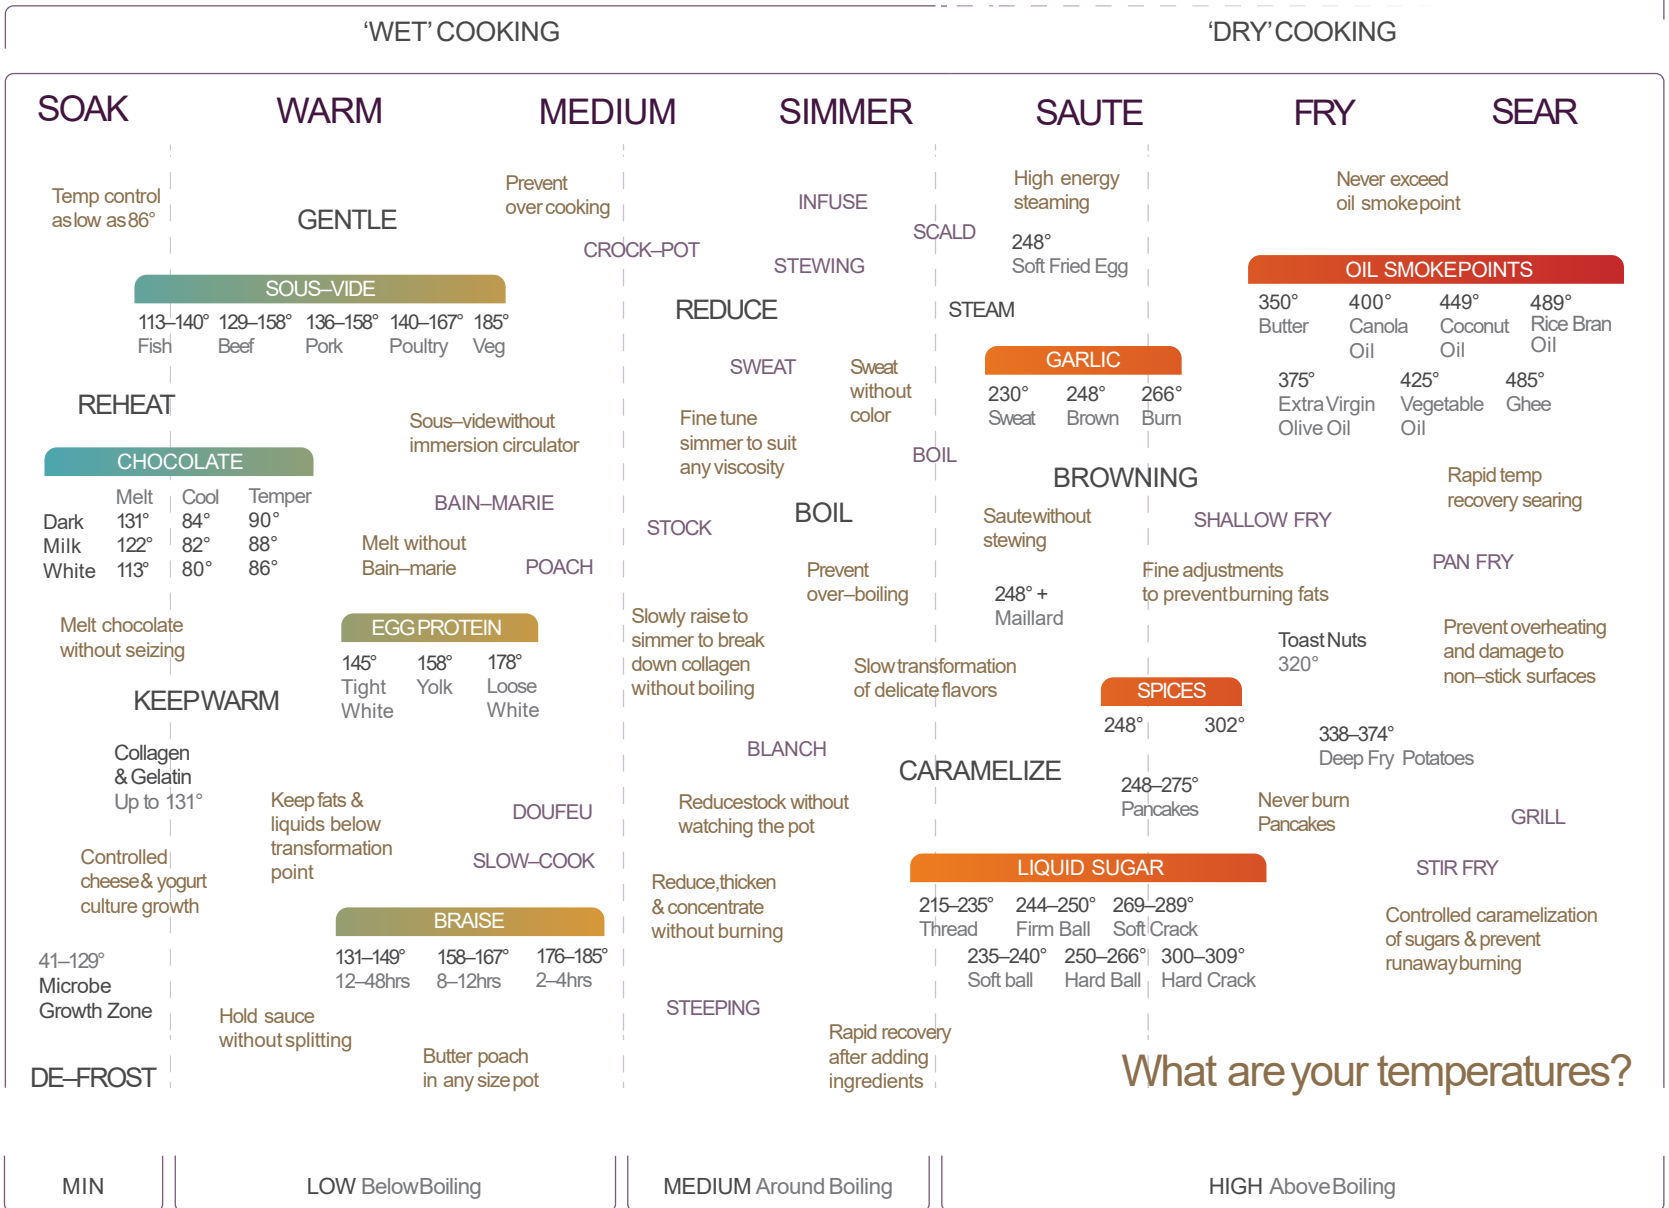 ‘WET’ COOKING
‘DRY’ COOKING
SOAK
WARM
MEDIUM
SIMMER
SAUTE
FRY
SEAR
Temp control
as low as 86°
GENTLE
Prevent
over cooking
CROCK–POT
INFUSE
SCALD
STEWING
High energy
steaming
248°
Soft Fried Egg
Never exceed
oil smokepoint
SOUS–VIDE
113–140° 129–158° 136–158° 140–167° 185°
Fish Beef Pork Poultry Veg
REDUCE
STEAM
OIL SMOKEPOINTS
350° 400° 449° 489°
Butter Canola Coconut Rice Bran
Oil Oil Oil
375° 425° 485°
Extra Virgin Vegetable Ghee
Olive Oil Oil
GARLIC
230° 248° 266°
Sweat Brown Burn
SWEAT
Sweat
without
color
REHEAT
Sous–vide without
immersion circulator
Fine tune
simmer to suit
any viscosity
BOIL
BROWNING
CHOCOLATE
Melt Cool Temper
Dark 131° 84° 90°
Milk 122° 82° 88°
White 113° 80° 86°
BAIN–MARIE
Melt without
Bain–marie
POACH
STOCK
BOIL
Prevent
over–boiling
Saute without
stewing
SHALLOW FRY
Rapid temp
recovery searing
PAN FRY
Fine adjustments
to prevent burning fats
248° +
Maillard
Melt chocolate
without seizing
EGG PROTEIN
145° 158° 178°
Tight Yolk Loose
White White
Slowly raise to
simmer to break
down collagen
without boiling
Slow transformation
of delicate flavors
Toast Nuts
320°
Prevent overheating
and damage to
non–stick surfaces
SPICES
248° 302°
KEEP WARM
Collagen
& Gelatin
Up to 131°
BLANCH
CARAMELIZE
338–374°
Deep Fry Potatoes
248–275°
Pancakes
Never burn
Pancakes
GRILL
Keep fats &
liquids below
transformation
point
DOUFEU
SLOW–COOK
Reduce stock without
watching the pot
Controlled
cheese & yogurt
culture growth
Reduce, thicken
& concentrate
without burning
LIQUID SUGAR
215–235° 244–250° 269–289°
Thread Firm Ball Soft Crack
235–240° 250–266° 300–309°
Soft ball Hard Ball Hard Crack
STIR FRY
Controlled caramelization
of sugars & prevent
runaway burning
BRAISE
131–149° 158–167° 176–185°
12–48hrs 8–12hrs 2–4hrs
41–129°
Microbe
Growth Zone
Hold sauce
without splitting
STEEPING
Rapid recovery
after adding
ingredients
Butter poach
in any size pot
DE–FROST
What are your temperatures?
MIN
LOW Below Boiling
MEDIUM Around Boiling
HIGH Above Boiling